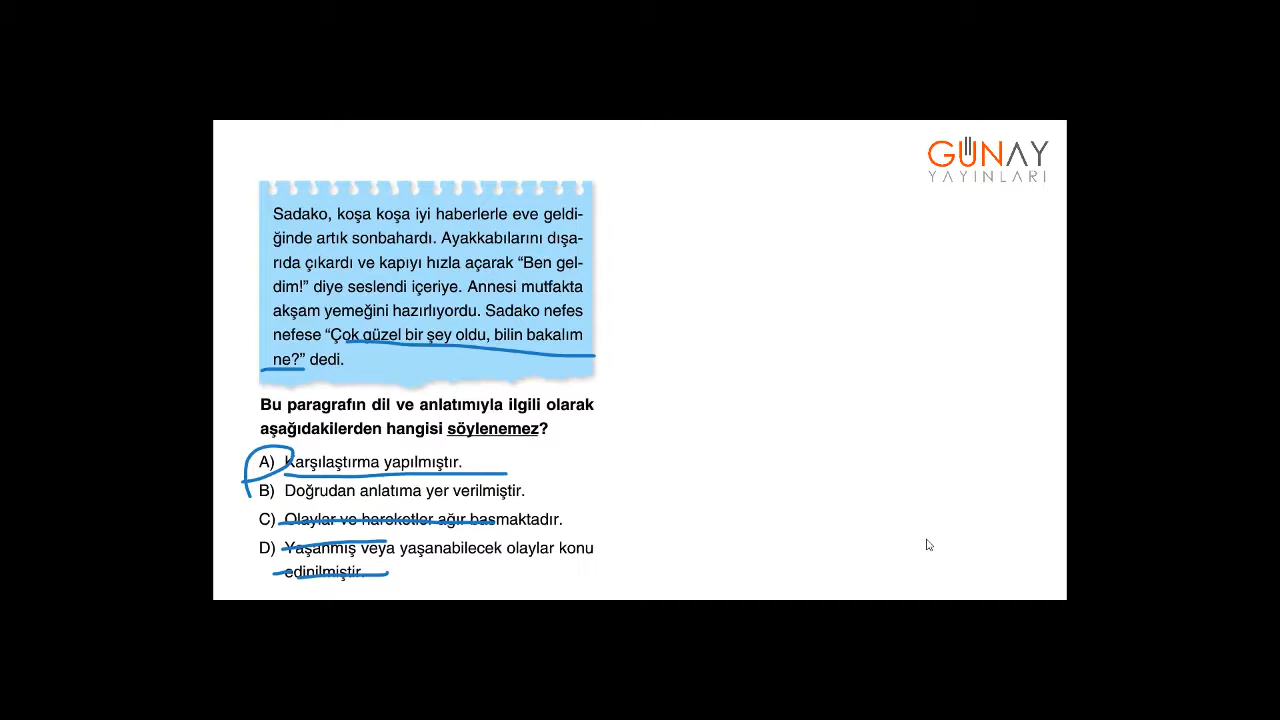 GÜNAY
YAYINLARI
Sadako, koşa koşa iyi haberlerle eve geldi-
ğinde artık sonbahardı. Ayakkabılarını dışa-
rıda çıkardı ve kapıyı hızla açarak “Ben gel-
dim!” diye seslendi içeriye. Annesi mutfakta
akşam yemeğini hazırlıyordu. Sadako nefes
nefese “Çok güzel bir şey oldu, bilin bakalım
ne?” dedi.
Bu paragrafın dil ve anlatımıyla ilgili olarak
aşağıdakilerden hangisi söylenemez?
A) Karşılaştırma yapılmıştır.
B) Doğrudan anlatıma yer verilmiştir.
C) Olaylar ve hareketler ağır basmaktadır.
D) Yaşanmış veya yaşanabilecek olaylar konu
edinilmiştir.